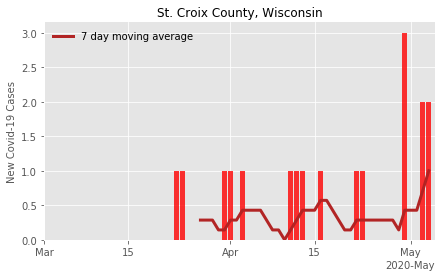 St. Croix County, Wisconsin
7 day moving average
New Covid-19 Cases
3.0
2.5
2.0
1.5
1.0
0.5
0.0
Mar 15 Apr 15 May
2020-May